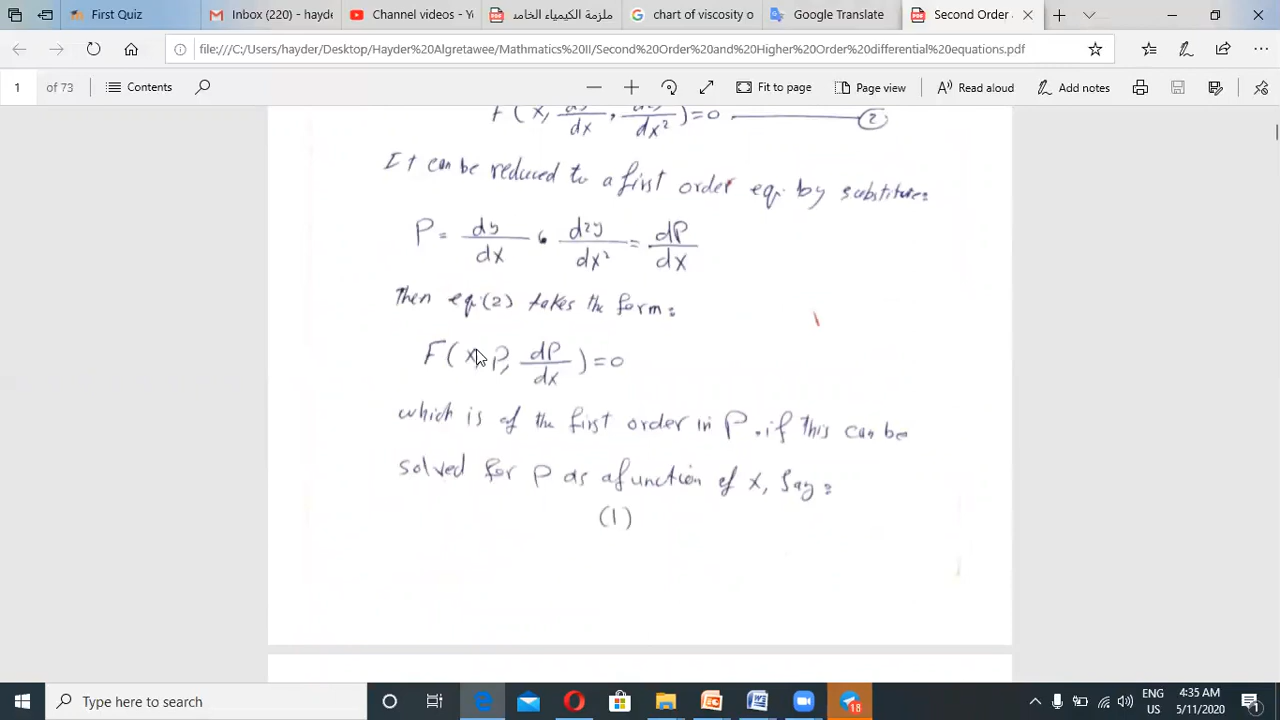 First Quiz
Inbox (220) - hayde
Channel videos - Yo
ملزمة الكيمياء الخامد
chart of viscosity o
Google Translate
Second Order
file:///C:/Users/hayder/Desktop/Hayder%20Algretawee/Mathmatics%20II/Second%20Order%20and%20Higher%20Order%20differential%20equations.pdf
1 of 73 Contents Fit to page Page view Read aloud Add notes
F(x, dy/dx, d2y/dx2)=0 ——— 2
It can be reduced to a first order eq. by substitute:
P = dy/dx , d2y/dx2 = dP/dx
Then eq.(2) takes the form:
F(x, P, dP/dx)=0
which is of the first order in P. if this can be
solved for P as a function of x, Say:
(1)
Type here to search
18
ENG
US
4:35 AM
5/11/2020
1